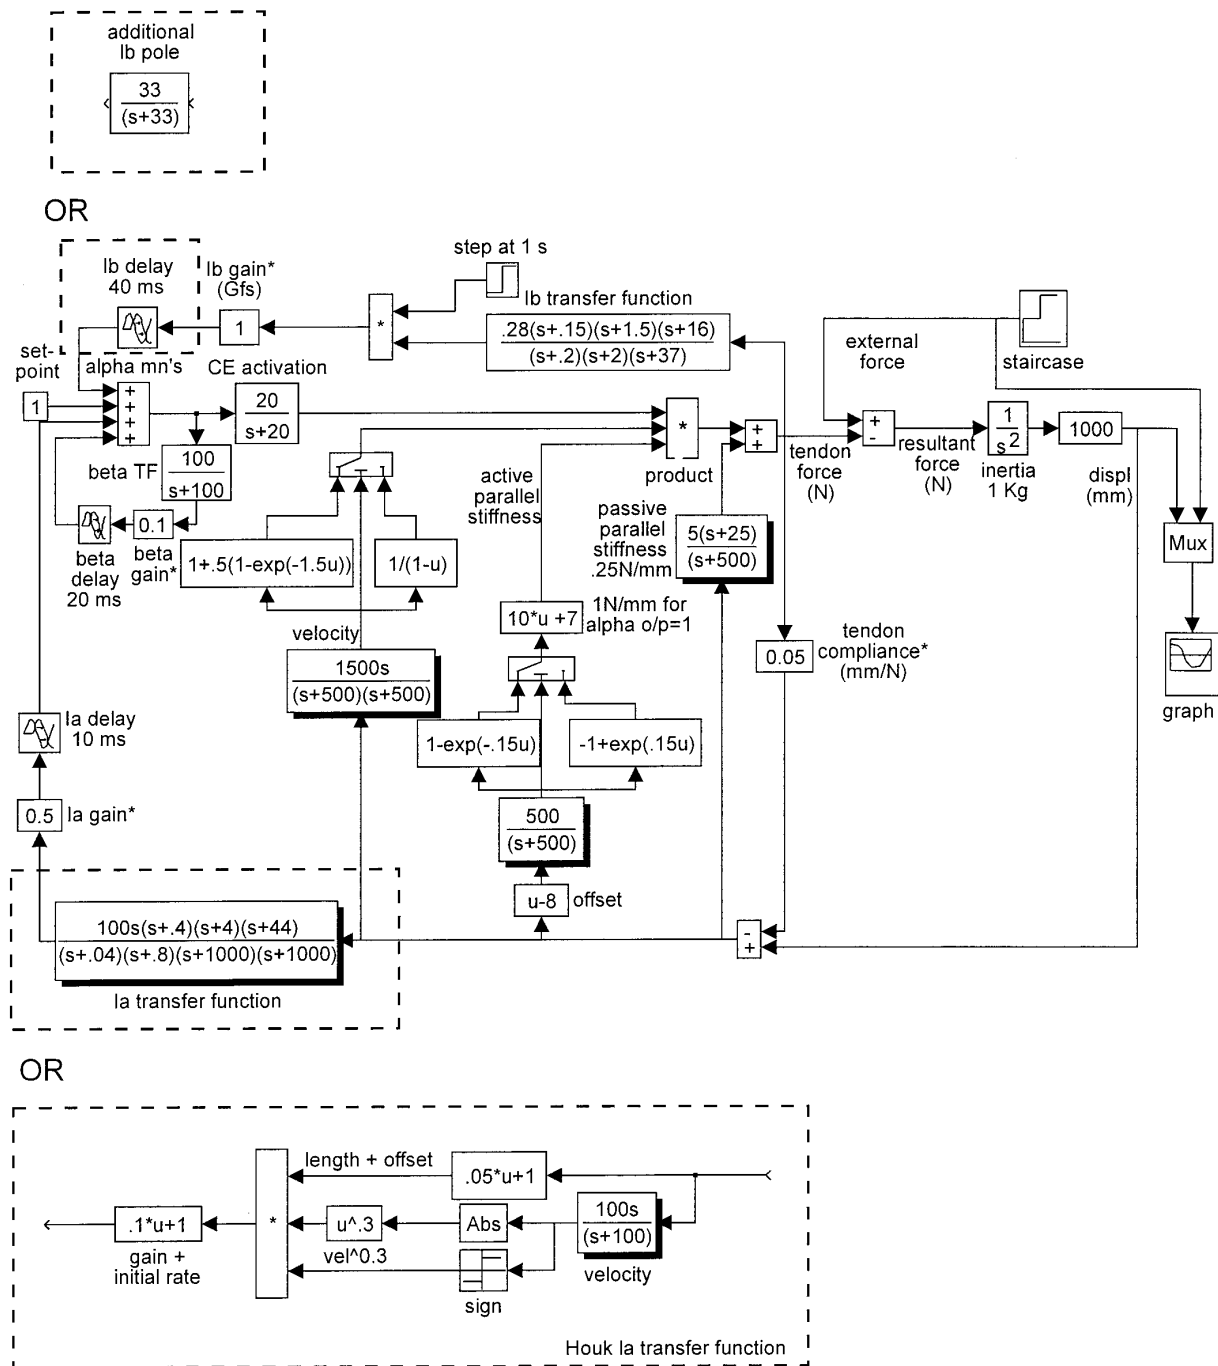 additional
Ib pole
33
(s+33)
OR
Ib delay
40 ms
Ib gain*
(Gfs)
1
step at 1 s
*
Ib transfer function
.28(s+.15)(s+1.5)(s+16)
(s+.2)(s+2)(s+37)
external
force
staircase
set-
point
1
alpha mn's
+
+
+
+
CE activation
20
s+20
*
product
+
+
tendon
force
(N)
+
-
resultant
force
(N)
1
s²
inertia
1 Kg
1000
displ
(mm)
beta TF
100
s+100
0.1
beta
gain*
beta
delay
20 ms
1+.5(1-exp(-1.5u))
1/(1-u)
active
parallel
stiffness
passive
parallel
stiffness
.25N/mm
5(s+25)
(s+500)
Mux
graph
velocity
1500s
(s+500)(s+500)
10*u +7
1N/mm for
alpha o/p=1
0.05
tendon
compliance*
(mm/N)
1-exp(-.15u)
-1+exp(.15u)
500
(s+500)
u-8
offset
-
+
Ia delay
10 ms
0.5
Ia gain*
100s(s+.4)(s+4)(s+44)
(s+.04)(s+.8)(s+1000)(s+1000)
Ia transfer function
OR
length + offset
.05*u+1
.1*u+1
gain +
initial rate
*
u^.3
vel^0.3
Abs
sign
100s
(s+100)
velocity
Houk Ia transfer function